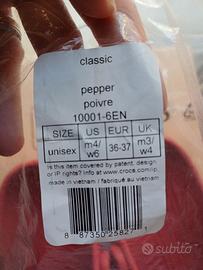 classic
pepper
poivre
10001-6EN
SIZE US EUR UK
unisex m4/w6 36-37 m3/w4
Is this item covered by patent, design
or IP rights? Info: www.crocs.com/ip
made in vietnam / fabriqué au vietnam
8 87350 25827 1
subito